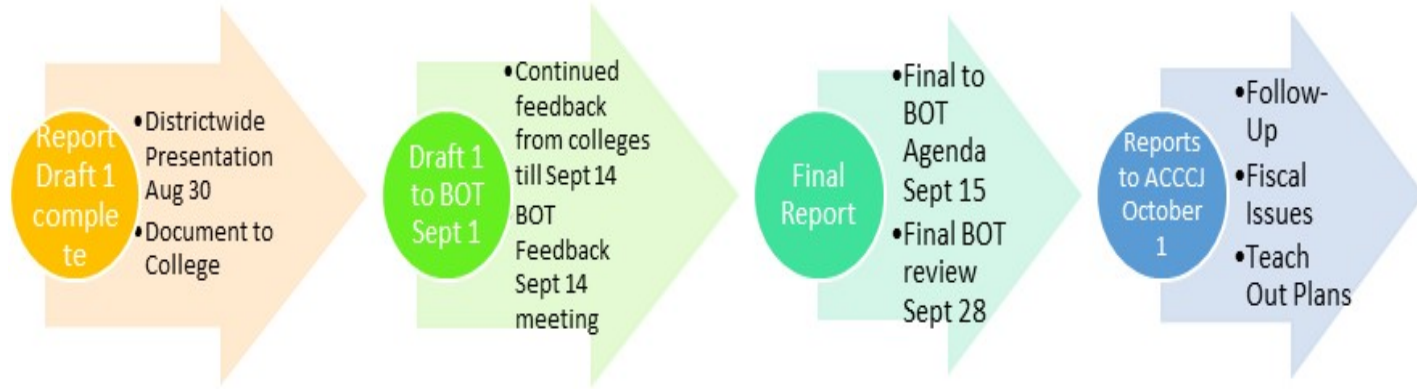 Report
Draft 1
comple
te
•Districtwide
Presentation
Aug 30
•Document to
College
Draft 1
to BOT
Sept 1
•Continued
feedback
from colleges
till Sept 14
•BOT
Feedback
Sept 14
meeting
Final
Report
•Final to
BOT
Agenda
Sept 15
•Final BOT
review
Sept 28
Reports
to ACCCJ
October
1
•Follow-
Up
•Fiscal
Issues
•Teach
Out Plans